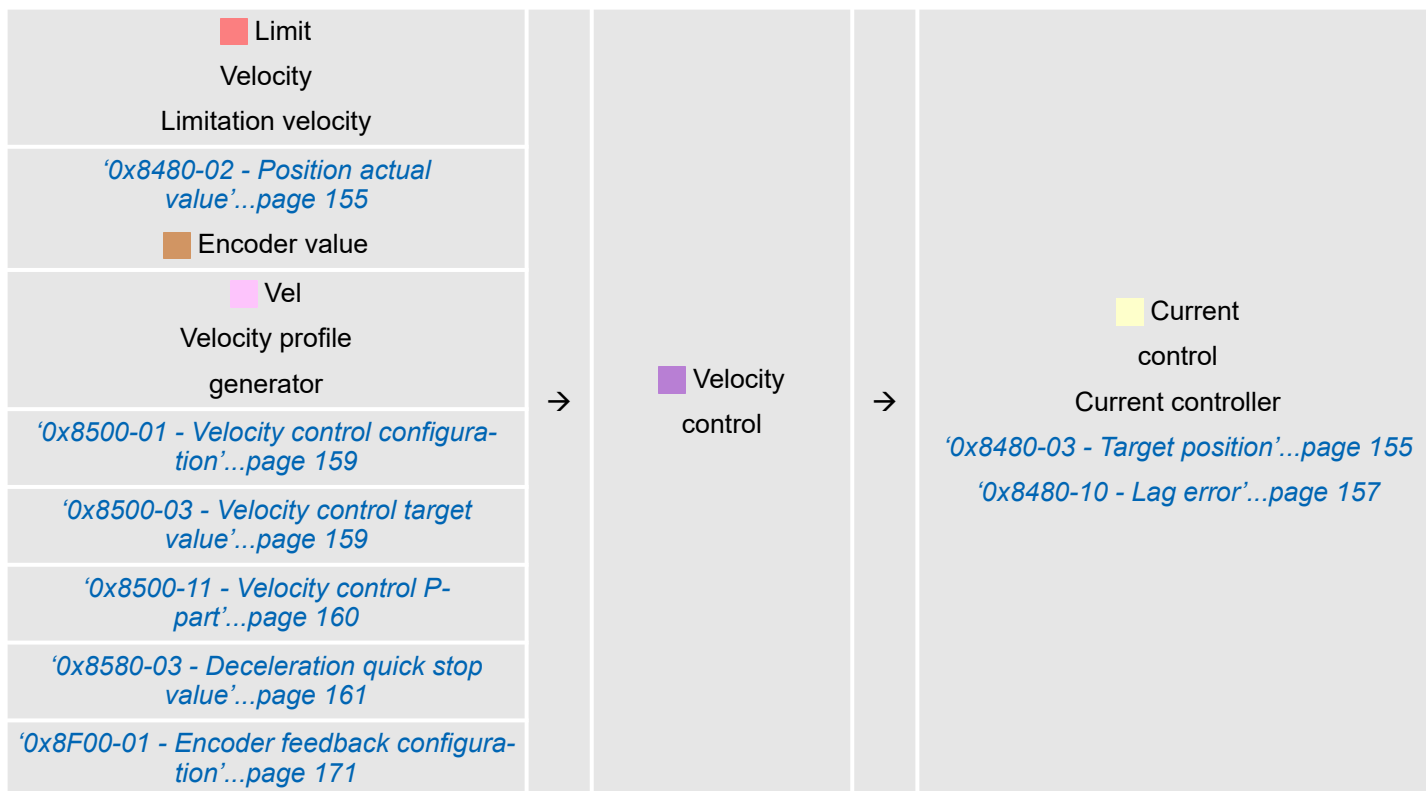 Limit
Velocity
Limitation velocity
‘0x8480-02 - Position actual
value’...page 155
Encoder value
Vel
Velocity profile
generator
‘0x8500-01 - Velocity control configura-
tion’...page 159
‘0x8500-03 - Velocity control target
value’...page 159
‘0x8500-11 - Velocity control P-
part’...page 160
‘0x8580-03 - Deceleration quick stop
value’...page 161
‘0x8F00-01 - Encoder feedback configura-
tion’...page 171
→
Velocity
control
→
Current
control
Current controller
‘0x8480-03 - Target position’...page 155
‘0x8480-10 - Lag error’...page 157